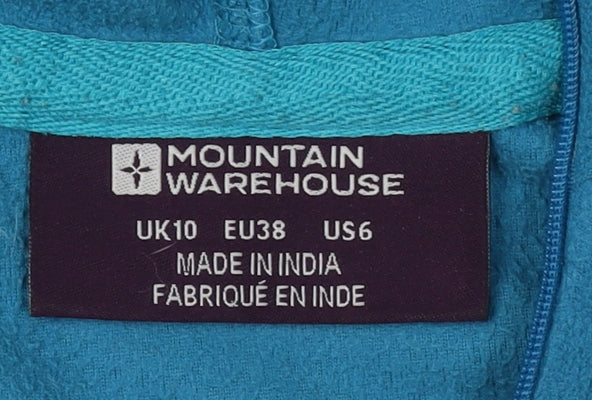 MOUNTAIN
WAREHOUSE
UK10 EU38 US6
MADE IN INDIA
FABRIQUÉ EN INDE